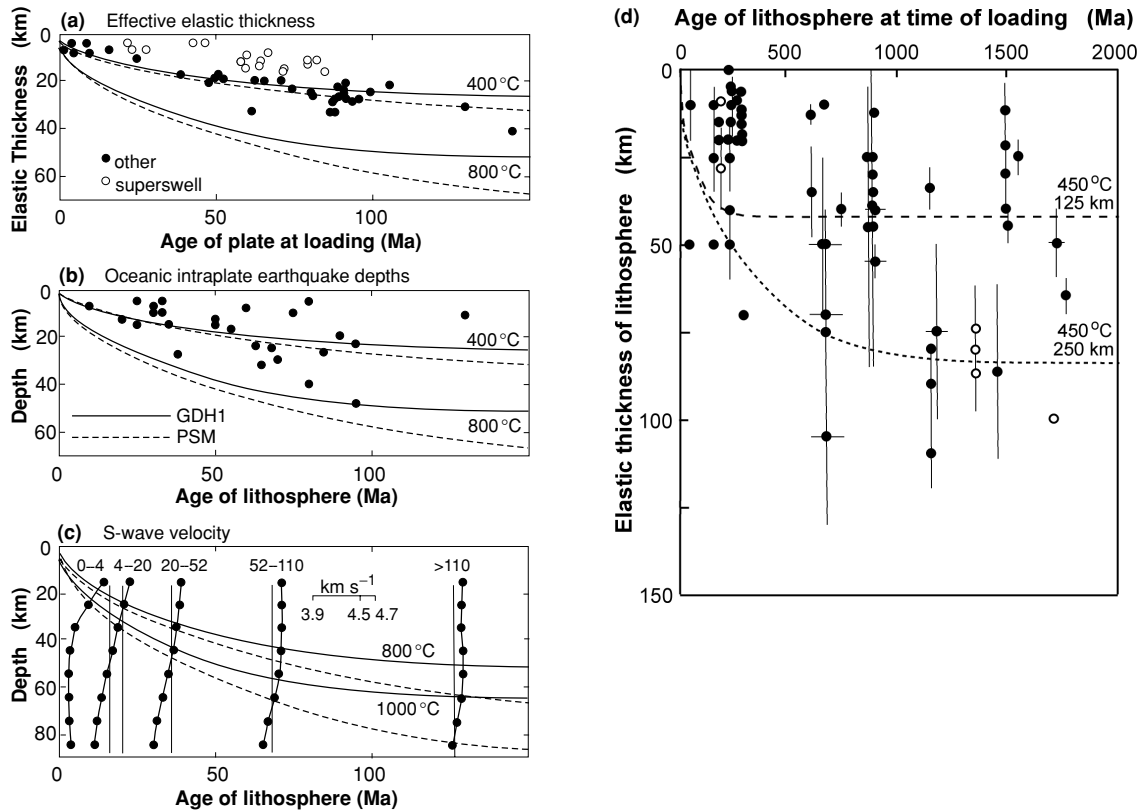 (a) Effective elastic thickness
Elastic Thickness (km)
0
20
40
60
400 °C
800 °C
other
superswell
0 50 100
Age of plate at loading (Ma)
(b) Oceanic intraplate earthquake depths
Depth (km)
0
20
40
60
400 °C
800 °C
GDH1
PSM
0 50 100
Age of lithosphere (Ma)
(c) S-wave velocity
Depth (km)
0
20
40
60
80
0–4 4–20 20–52 52–110 >110
km s⁻¹
3.9 4.5 4.7
800 °C
1000 °C
0 50 100
Age of lithosphere (Ma)
(d) Age of lithosphere at time of loading (Ma)
0 500 1000 1500 2000
Elastic thickness of lithosphere (km)
0
50
100
150
450 °C
125 km
450 °C
250 km